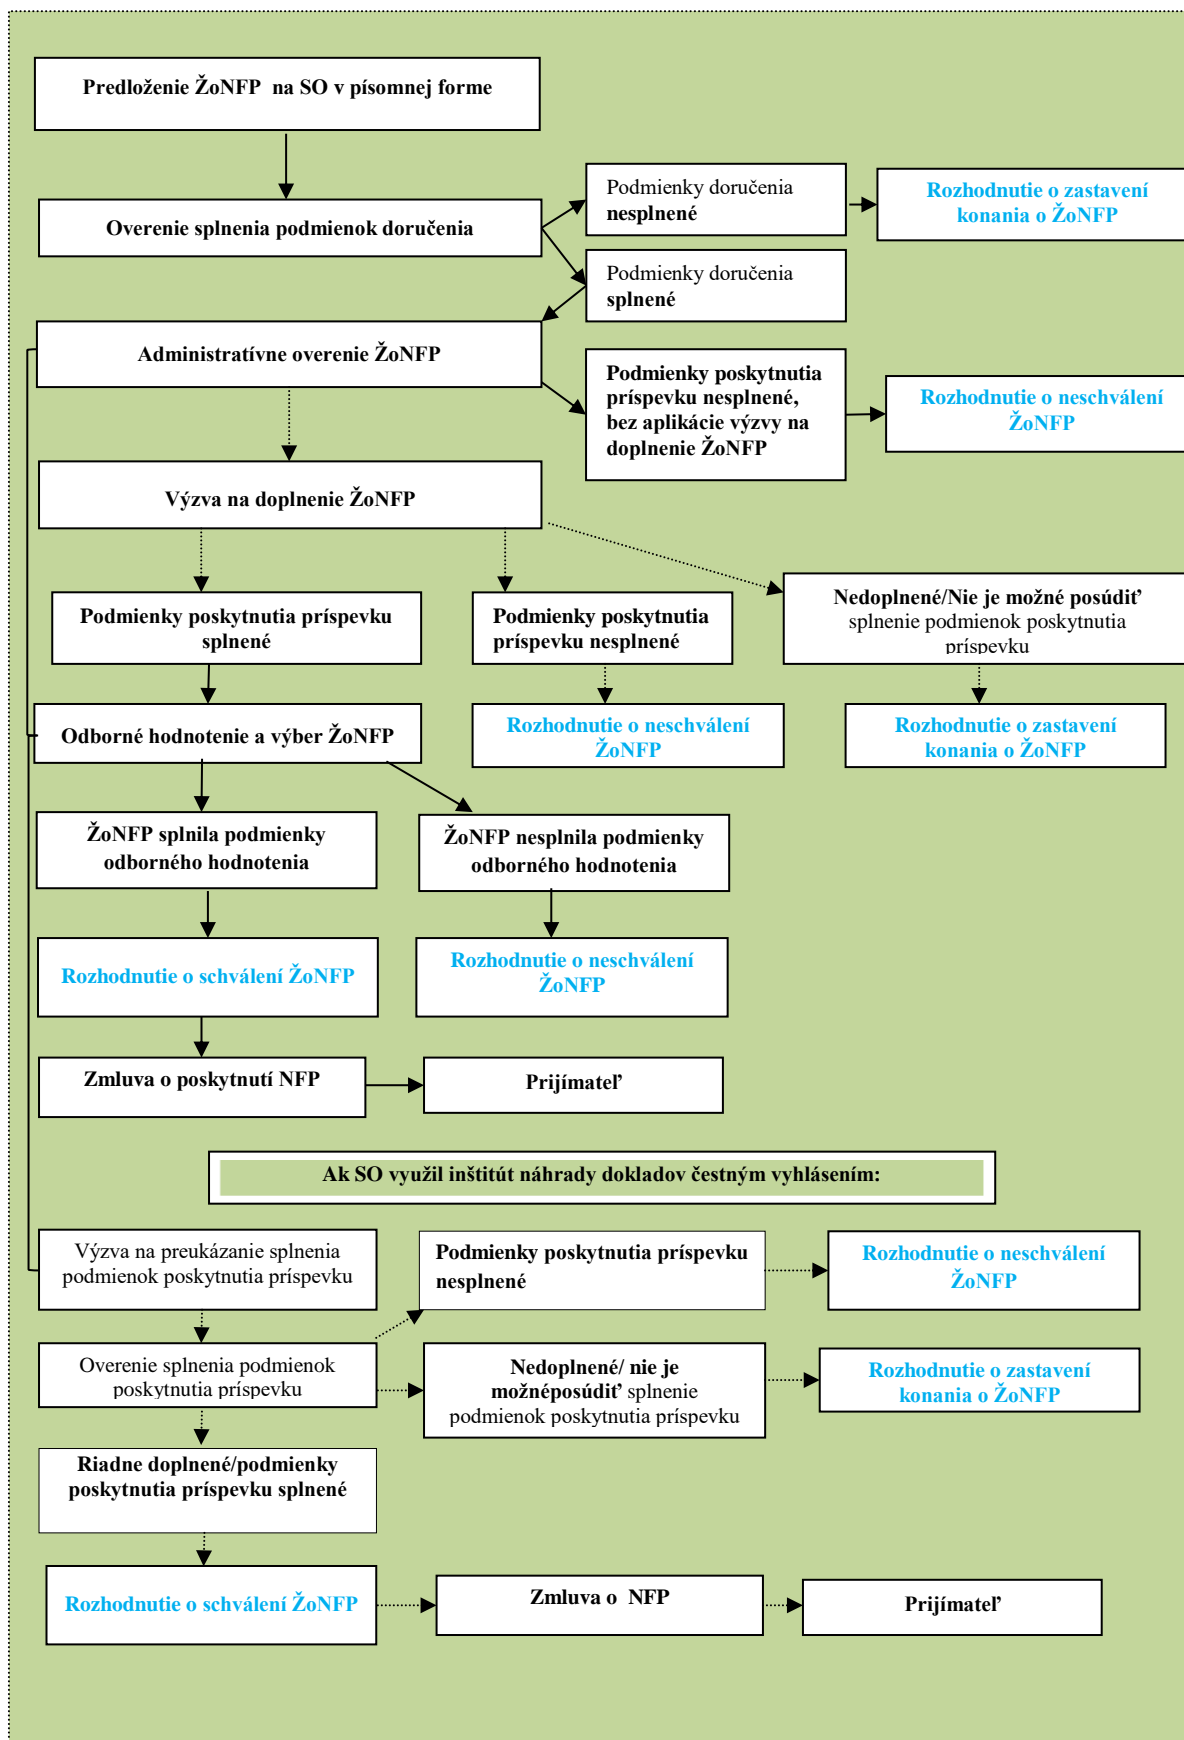 Predloženie ŽoNFP na SO v písomnej forme
Podmienky doručenia
nesplnené
Rozhodnutie o zastavení
konania o ŽoNFP
Overenie splnenia podmienok doručenia
Podmienky doručenia
splnené
Administratívne overenie ŽoNFP
Podmienky poskytnutia
príspevku nesplnené,
bez aplikácie výzvy na
doplnenie ŽoNFP
Rozhodnutie o neschválení
ŽoNFP
Výzva na doplnenie ŽoNFP
Podmienky poskytnutia príspevku
splnené
Podmienky poskytnutia
príspevku nesplnené
Nedoplnené/Nie je možné posúdiť
splnenie podmienok poskytnutia
príspevku
Odborné hodnotenie a výber ŽoNFP
Rozhodnutie o neschválení
ŽoNFP
Rozhodnutie o zastavení
konania o ŽoNFP
ŽoNFP splnila podmienky
odborného hodnotenia
ŽoNFP nesplnila podmienky
odborného hodnotenia
Rozhodnutie o schválení ŽoNFP
Rozhodnutie o neschválení
ŽoNFP
Zmluva o poskytnutí NFP
Prijímateľ
Ak SO využil inštitút náhrady dokladov čestným vyhlásením:
Výzva na preukázanie splnenia
podmienok poskytnutia príspevku
Podmienky poskytnutia príspevku
nesplnené
Rozhodnutie o neschválení
ŽoNFP
Overenie splnenia podmienok
poskytnutia príspevku
Nedoplnené/ nie je
možnéposúdiť splnenie
podmienok poskytnutia príspevku
Rozhodnutie o zastavení
konania o ŽoNFP
Riadne doplnené/podmienky
poskytnutia príspevku splnené
Rozhodnutie o schválení ŽoNFP
Zmluva o NFP
Prijímateľ